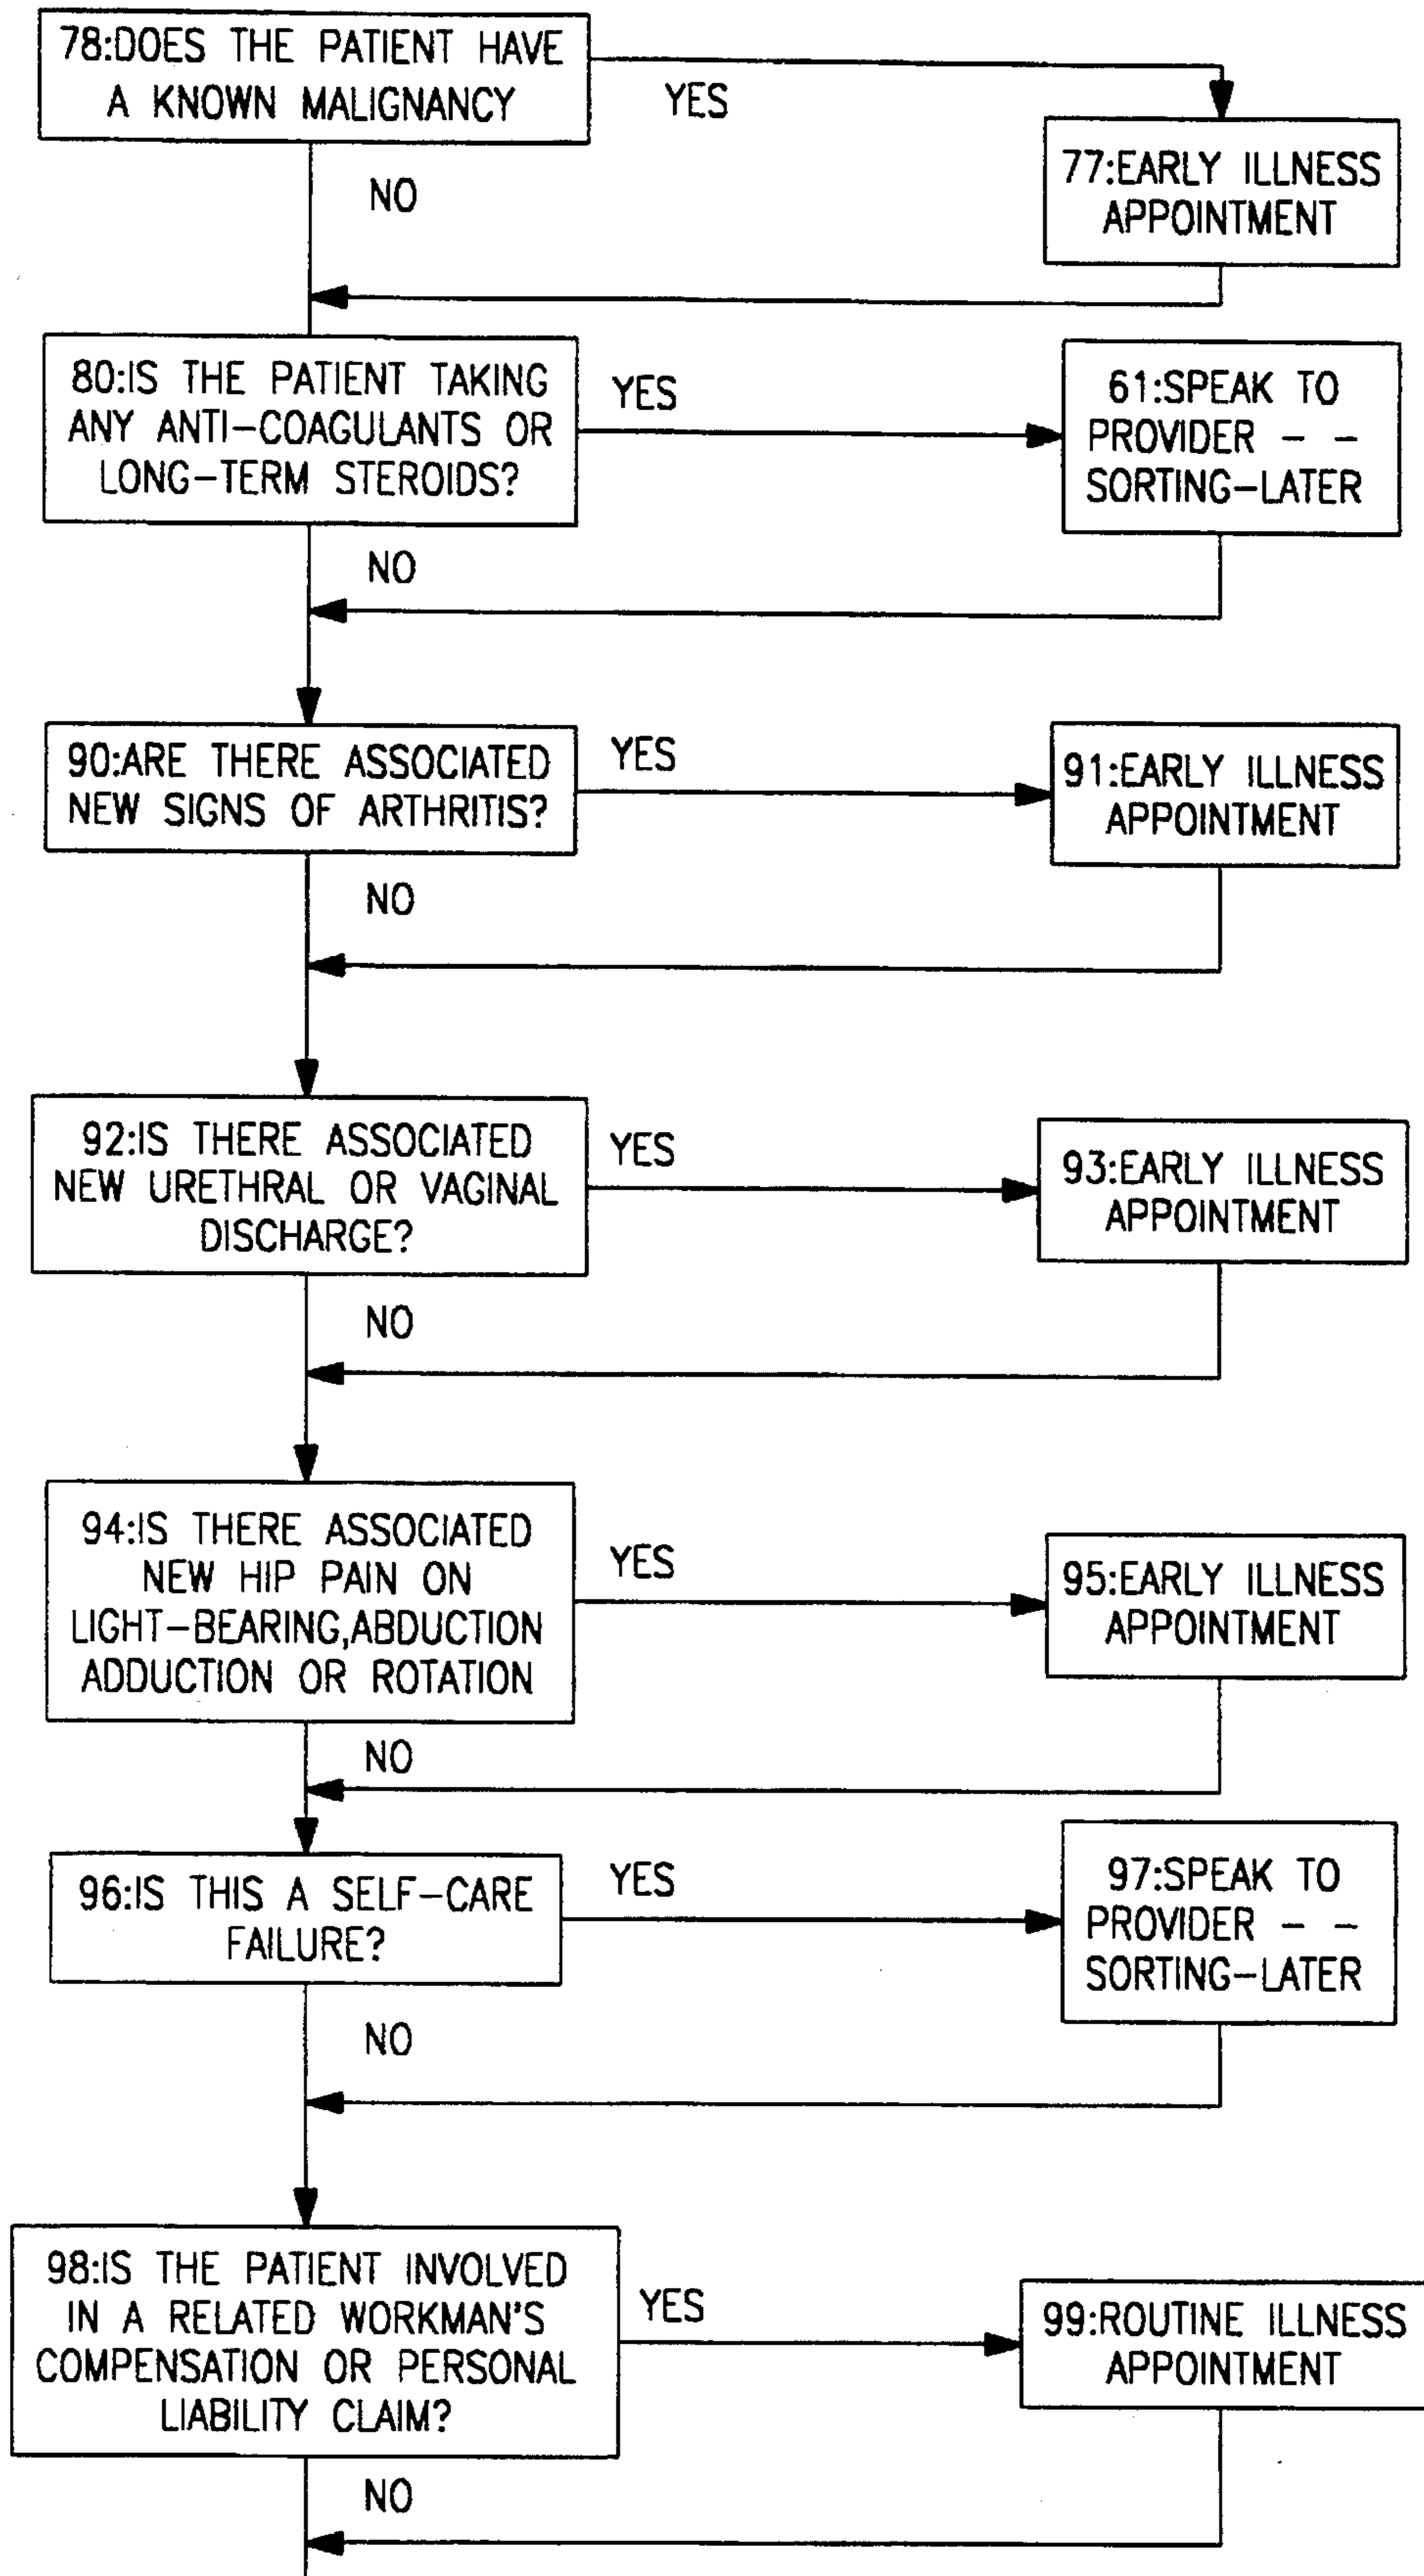 78:DOES THE PATIENT HAVE
A KNOWN MALIGNANCY
YES
NO
77:EARLY ILLNESS
APPOINTMENT
80:IS THE PATIENT TAKING
ANY ANTI-COAGULANTS OR
LONG-TERM STEROIDS?
YES
NO
61:SPEAK TO
PROVIDER - -
SORTING-LATER
90:ARE THERE ASSOCIATED
NEW SIGNS OF ARTHRITIS?
YES
NO
91:EARLY ILLNESS
APPOINTMENT
92:IS THERE ASSOCIATED
NEW URETHRAL OR VAGINAL
DISCHARGE?
YES
NO
93:EARLY ILLNESS
APPOINTMENT
94:IS THERE ASSOCIATED
NEW HIP PAIN ON
LIGHT-BEARING,ABDUCTION
ADDUCTION OR ROTATION
YES
NO
95:EARLY ILLNESS
APPOINTMENT
96:IS THIS A SELF-CARE
FAILURE?
YES
NO
97:SPEAK TO
PROVIDER - -
SORTING-LATER
98:IS THE PATIENT INVOLVED
IN A RELATED WORKMAN'S
COMPENSATION OR PERSONAL
LIABILITY CLAIM?
YES
NO
99:ROUTINE ILLNESS
APPOINTMENT